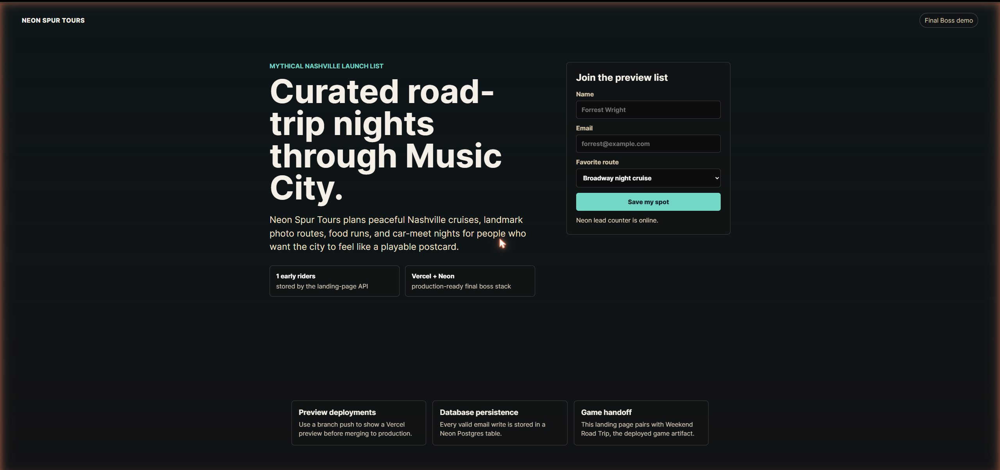 NEON SPUR TOURS
Final Boss demo
MYTHICAL NASHVILLE LAUNCH LIST
Curated road-
trip nights
through Music
City.
Neon Spur Tours plans peaceful Nashville cruises, landmark
photo routes, food runs, and car-meet nights for people who
want the city to feel like a playable postcard.
1 early riders
stored by the landing-page API
Vercel + Neon
production-ready final boss stack
Join the preview list
Name
Forrest Wright
Email
forrest@example.com
Favorite route
Broadway night cruise
Save my spot
Neon lead counter is online.
Preview deployments
Use a branch push to show a Vercel
preview before merging to production.
Database persistence
Every valid email write is stored in a
Neon Postgres table.
Game handoff
This landing page pairs with Weekend
Road Trip, the deployed game artifact.